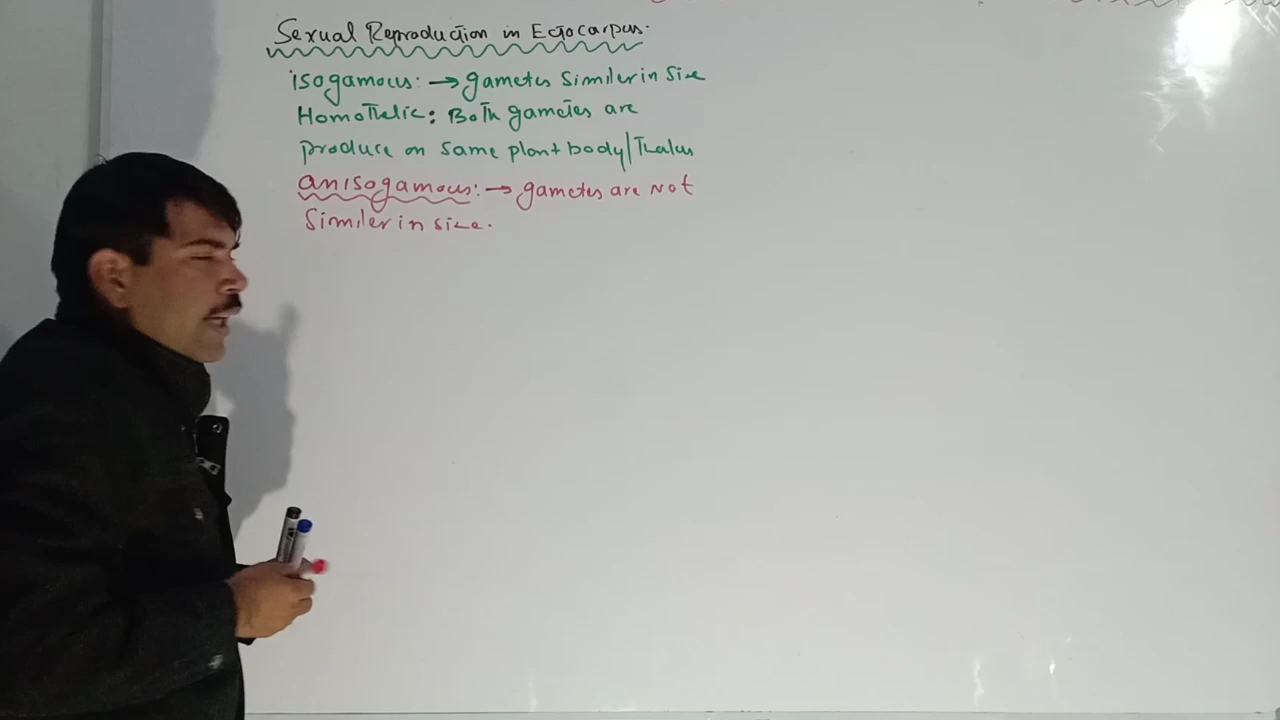 Sexual Reproduction in Ectocarpus.
isogamous: → gametes Similer in Size
Homothelic: Both gametes are
produce on same plant body/Thalus
anisogamous: → gametes are Not
Similer in size.